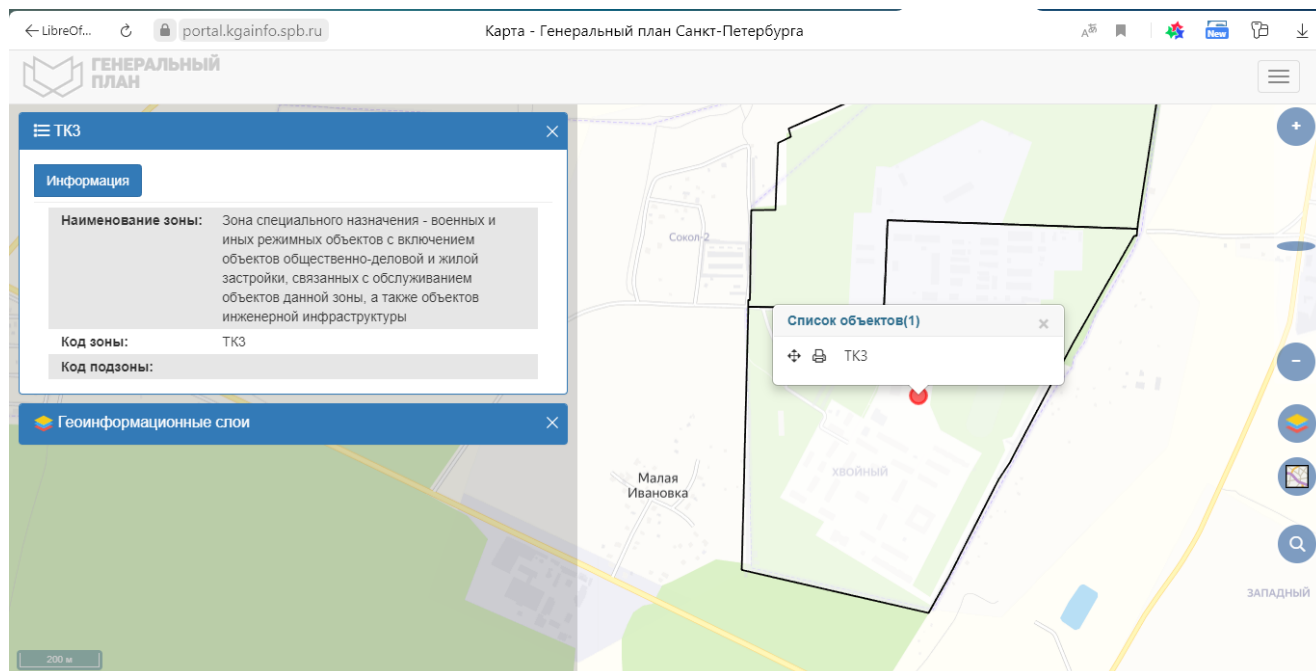 LibreOf...
portal.kgainfo.spb.ru
Карта - Генеральный план Санкт-Петербурга
New
ГЕНЕРАЛЬНЫЙ
ПЛАН
ТК3
Информация
Наименование зоны: Зона специального назначения - военных и
иных режимных объектов с включением
объектов общественно-деловой и жилой
застройки, связанных с обслуживанием
объектов данной зоны, а также объектов
инженерной инфраструктуры
Код зоны: ТК3
Код подзоны:
Геоинформационные слои
Сокол-2
Список объектов(1)
ТК3
ХВОЙНЫЙ
Малая
Ивановка
ЗАПАДНЫЙ
200 м